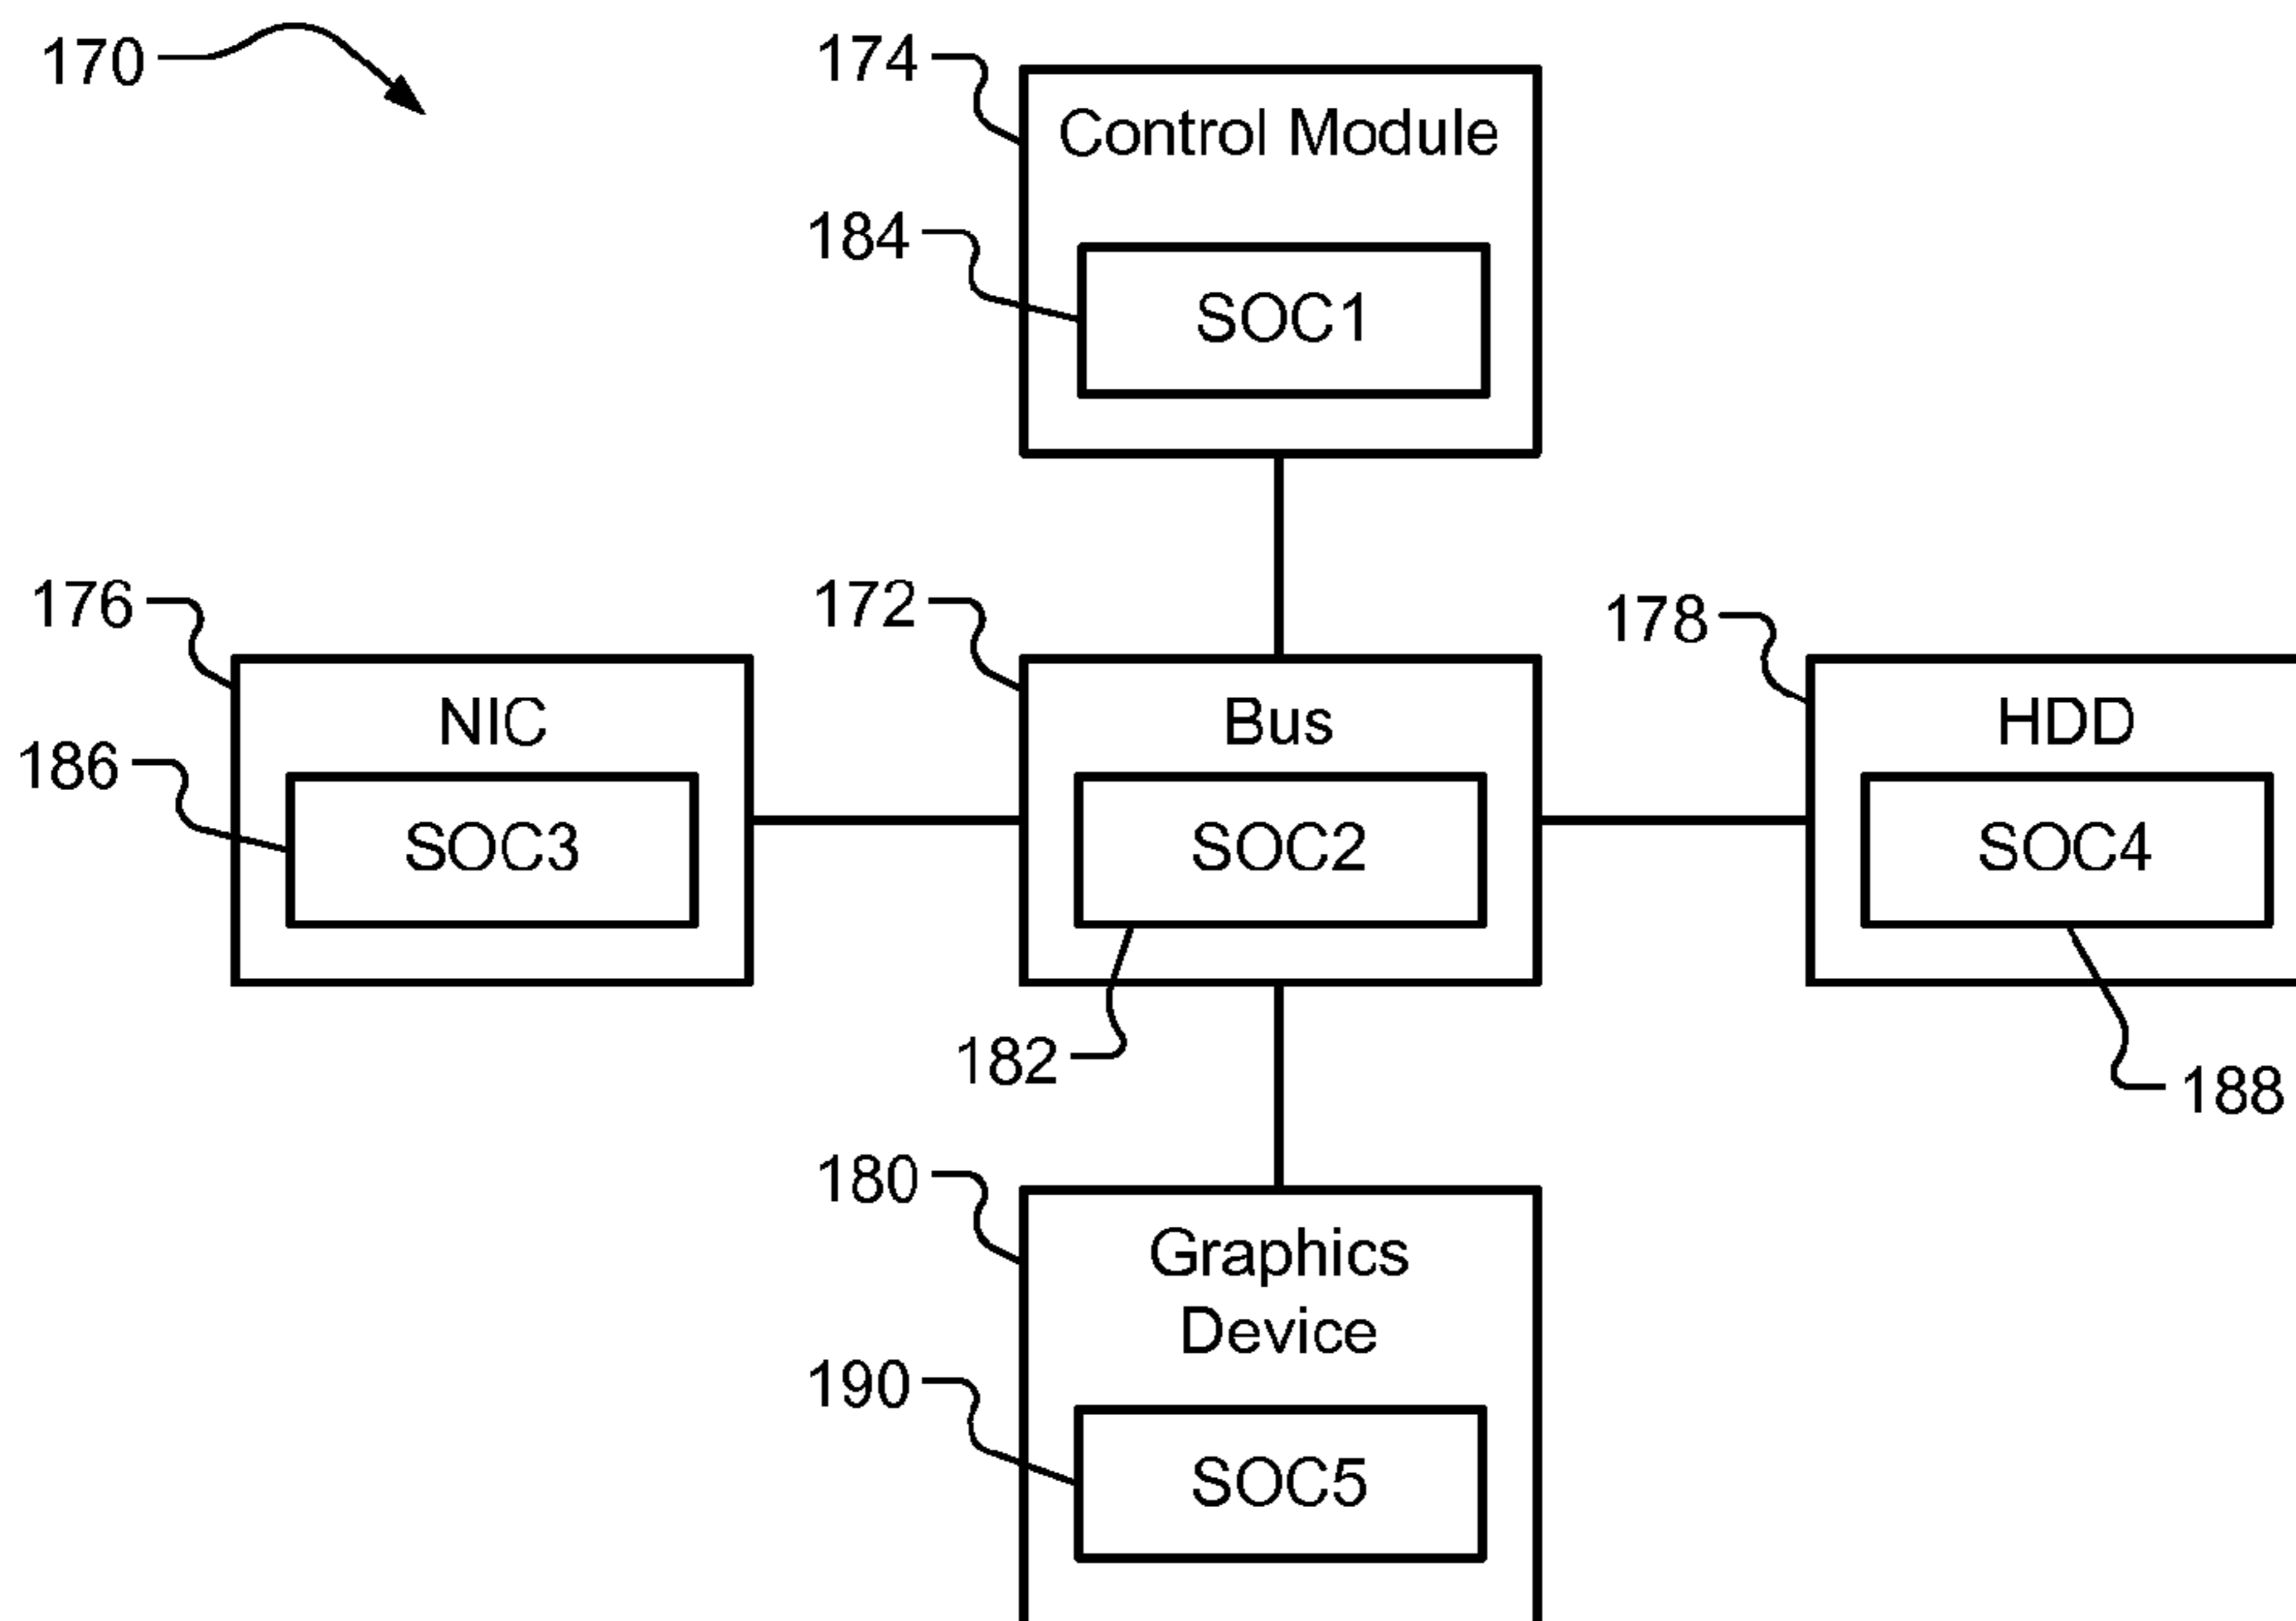 170
174
Control Module
184
SOC1
176
172
178
NIC
Bus
HDD
186
SOC3
SOC2
SOC4
182
188
180
Graphics
Device
190
SOC5